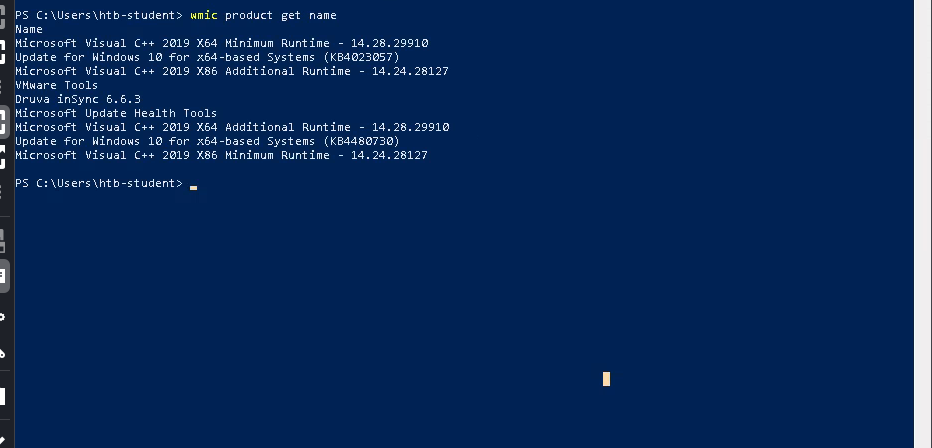 PS C:\Users\htb-student> wmic product get name
Name
Microsoft Visual C++ 2019 X64 Minimum Runtime - 14.28.29910
Update for Windows 10 for x64-based Systems (KB4023057)
Microsoft Visual C++ 2019 X86 Additional Runtime - 14.24.28127
VMware Tools
Druva inSync 6.6.3
Microsoft Update Health Tools
Microsoft Visual C++ 2019 X64 Additional Runtime - 14.28.29910
Update for Windows 10 for x64-based Systems (KB4480730)
Microsoft Visual C++ 2019 X86 Minimum Runtime - 14.24.28127
PS C:\Users\htb-student>